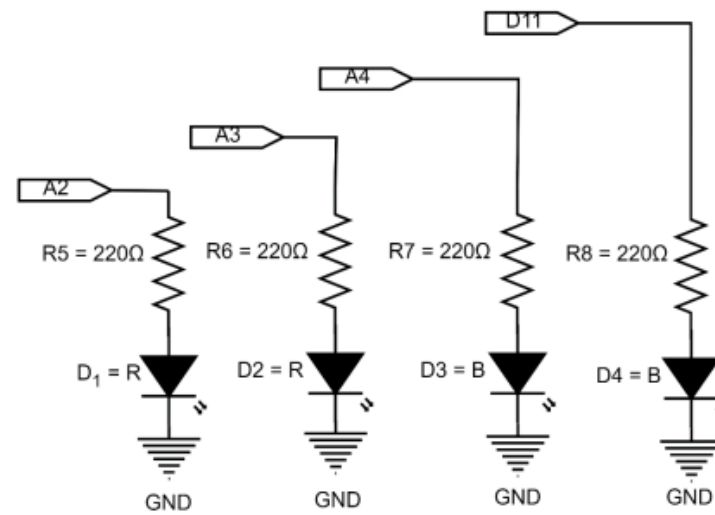 D11
A4
A3
A2
R5 = 220Ω
R6 = 220Ω
R7 = 220Ω
R8 = 220Ω
D₁ = R
D2 = R
D3 = B
D4 = B
GND
GND
GND
GND